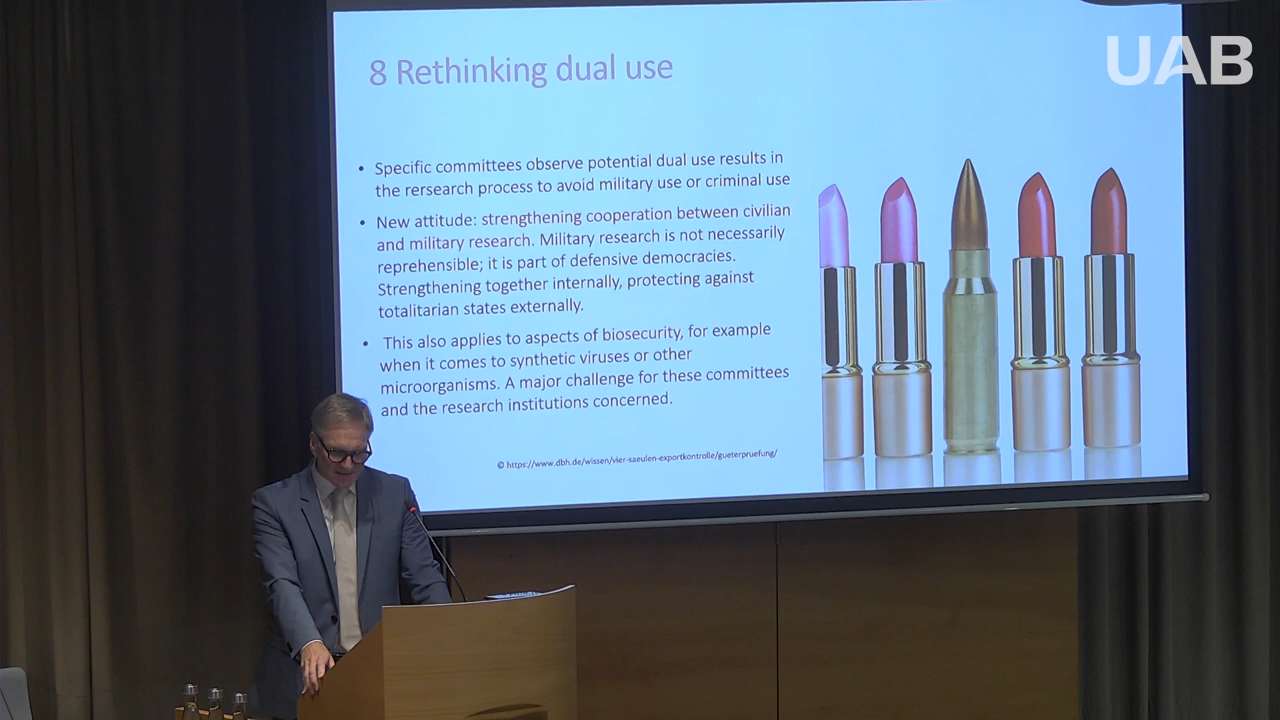 UAB
8 Rethinking dual use
• Specific committees observe potential dual use results in
the rersearch process to avoid military use or criminal use
• New attitude: strengthening cooperation between civilian
and military research. Military research is not necessarily
reprehensible; it is part of defensive democracies.
Strengthening together internally, protecting against
totalitarian states externally.
• This also applies to aspects of biosecurity, for example
when it comes to synthetic viruses or other
microorganisms. A major challenge for these committees
and the research institutions concerned.
© https://www.dbh.de/wissen/vier-saeulen-exportkontrolle/gueterpruefung/